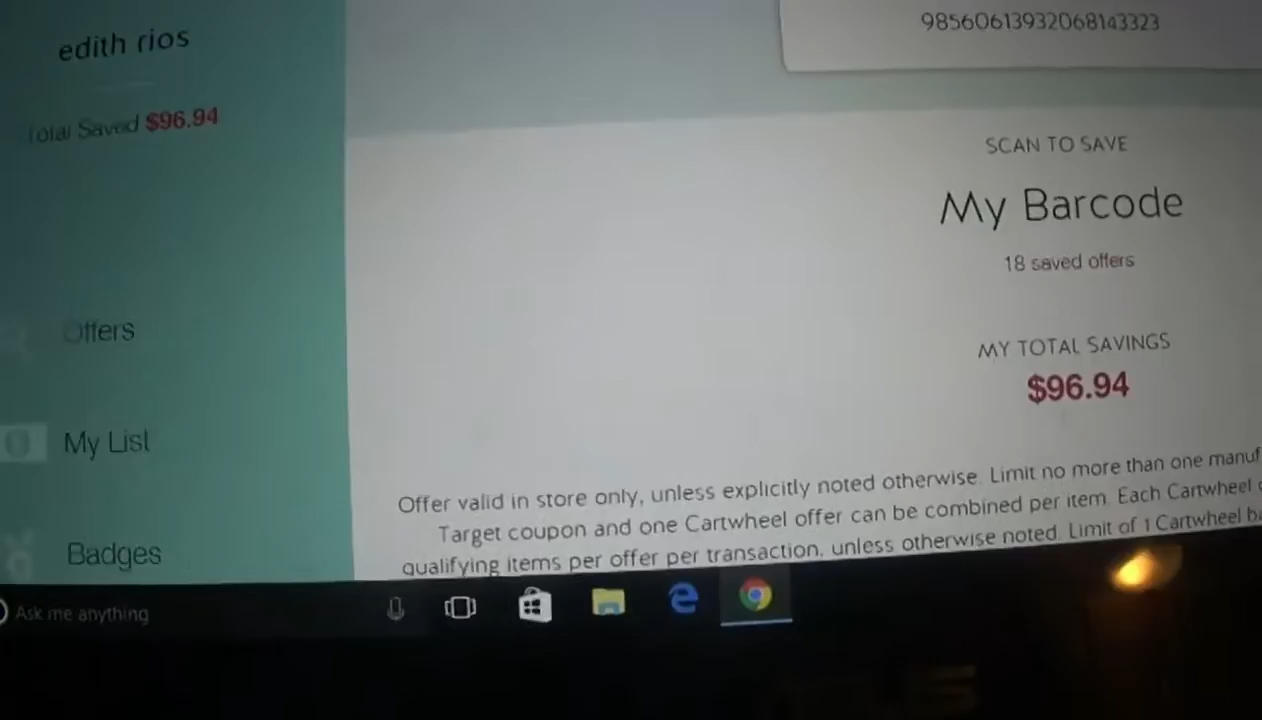 edith rios
Total Saved $96.94
Offers
My List
Badges
98560613932068143323
SCAN TO SAVE
My Barcode
18 saved offers
MY TOTAL SAVINGS
$96.94
Offer valid in store only, unless explicitly noted otherwise. Limit no more than one manuf
Target coupon and one Cartwheel offer can be combined per item. Each Cartwheel
qualifying items per offer per transaction, unless otherwise noted. Limit of 1 Cartwheel
Ask me anything